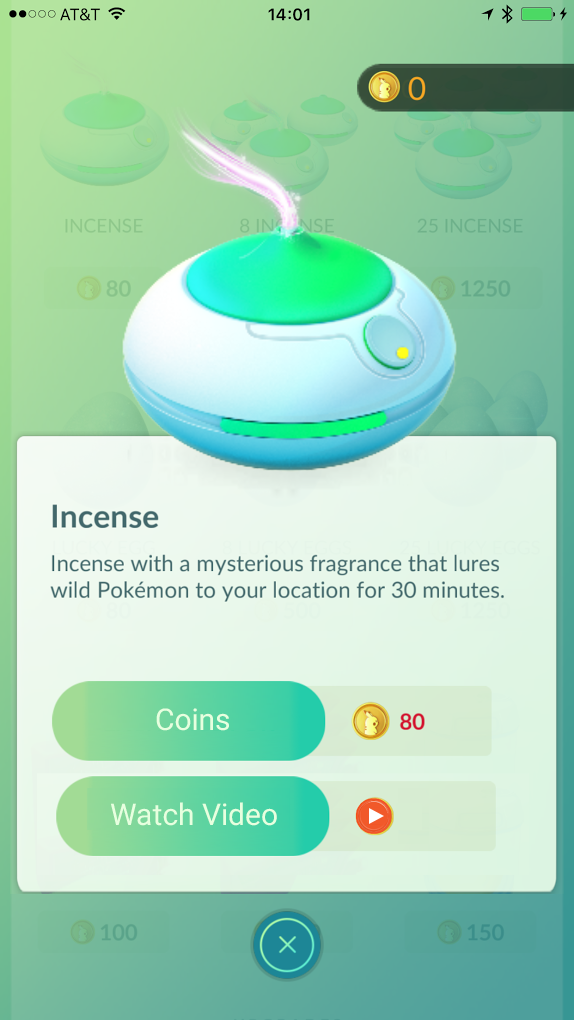 AT&T 14:01
0
INCENSE 8 INCENSE 25 INCENSE
80 1250
Incense
Incense with a mysterious fragrance that lures
wild Pokémon to your location for 30 minutes.
Coins 80
Watch Video
100 150